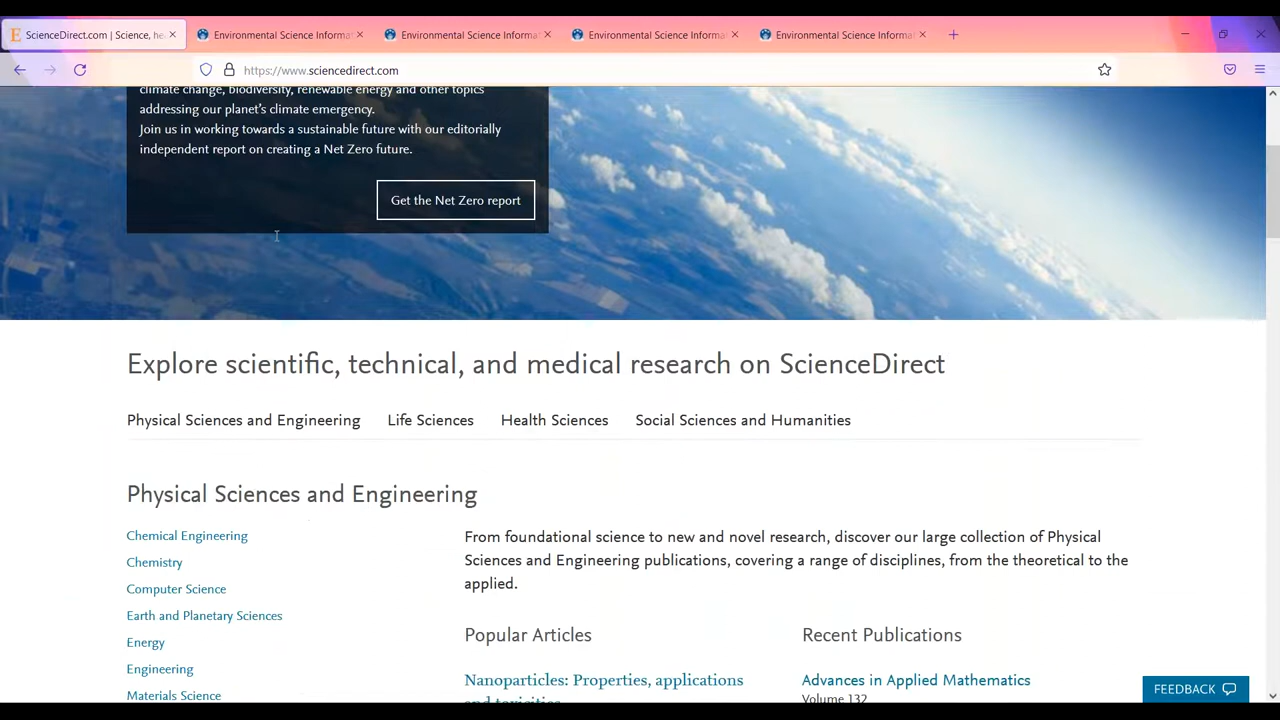 ScienceDirect.com | Science, he
Environmental Science Informat
Environmental Science Informat
Environmental Science Informat
Environmental Science Informat
https://www.sciencedirect.com
climate change, biodiversity, renewable energy and other topics
addressing our planet's climate emergency.
Join us in working towards a sustainable future with our editorially
independent report on creating a Net Zero future.
Get the Net Zero report
Explore scientific, technical, and medical research on ScienceDirect
Physical Sciences and Engineering Life Sciences Health Sciences Social Sciences and Humanities
Physical Sciences and Engineering
Chemical Engineering
Chemistry
Computer Science
Earth and Planetary Sciences
Energy
Engineering
Materials Science
From foundational science to new and novel research, discover our large collection of Physical
Sciences and Engineering publications, covering a range of disciplines, from the theoretical to the
applied.
Popular Articles
Nanoparticles: Properties, applications
and toxicities
Recent Publications
Advances in Applied Mathematics
Volume 132
FEEDBACK